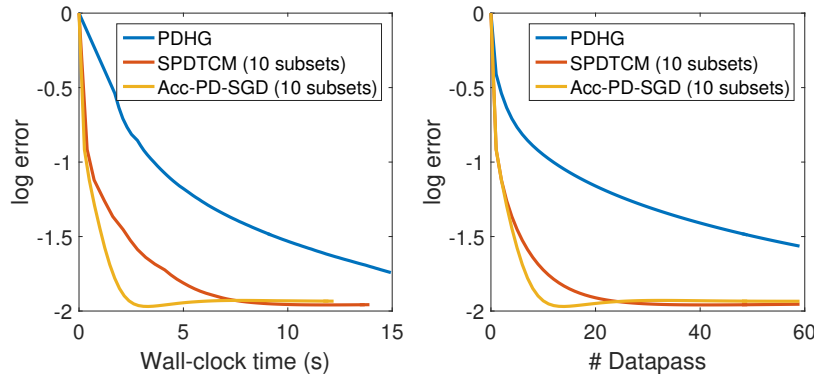 0
-0.5
-1
-1.5
-2
log error
0
5
10
15
Wall-clock time (s)
PDHG
SPDTCM (10 subsets)
Acc-PD-SGD (10 subsets)
0
-0.5
-1
-1.5
-2
log error
0
20
40
60
# Datapass
PDHG
SPDTCM (10 subsets)
Acc-PD-SGD (10 subsets)